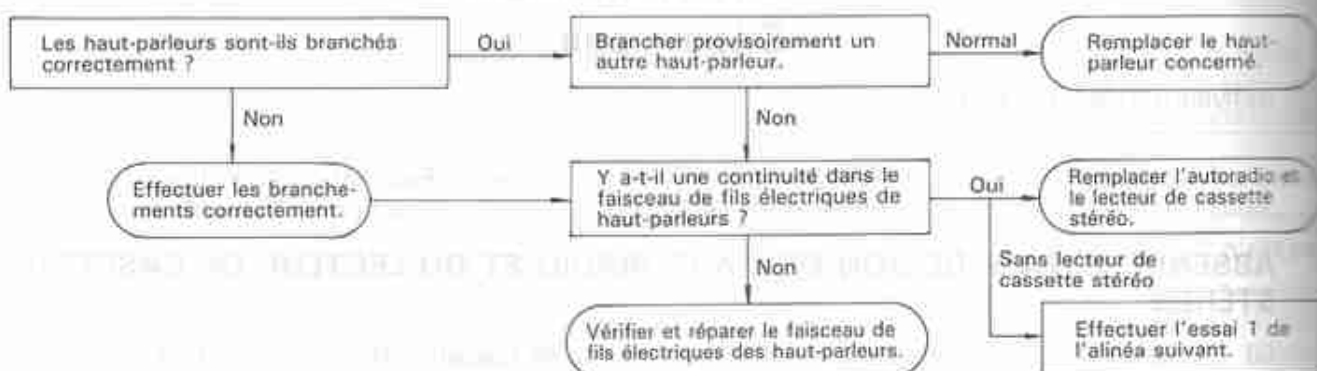 Les haut-parleurs sont-ils branchés
correctement ?
Oui
Brancher provisoirement un
autre haut-parleur.
Normal
Remplacer le haut-
parleur concerné.
Non
Non
Effectuer les branche-
ments correctement.
Y a-t-il une continuité dans le
faisceau de fils électriques de
haut-parleurs ?
Oui
Remplacer l'autoradio et
le lecteur de cassette
stéréo.
Non
Sans lecteur de
cassette stéréo
Vérifier et réparer le faisceau de
fils électriques des haut-parleurs.
Effectuer l'essai 1 de
l'alinéa suivant.